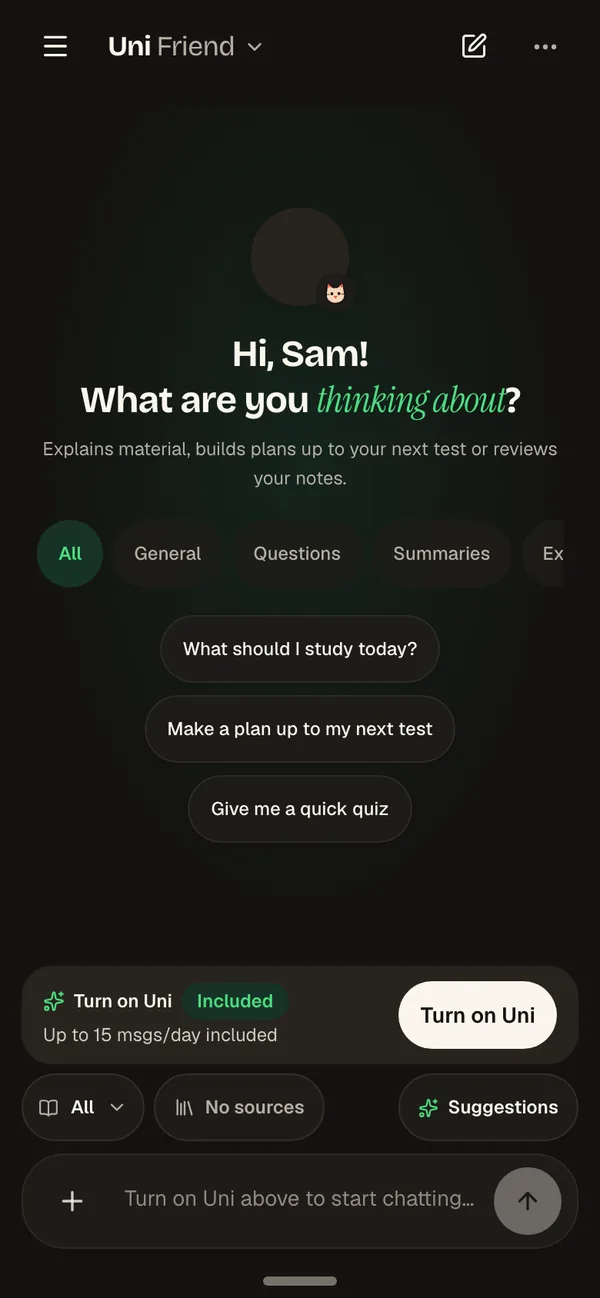 Uni Friend
Hi, Sam!
What are you thinking about?
Explains material, builds plans up to your next test or reviews
your notes.
All General Questions Summaries Ex
What should I study today?
Make a plan up to my next test
Give me a quick quiz
Turn on Uni Included
Up to 15 msgs/day included
Turn on Uni
All No sources Suggestions
Turn on Uni above to start chatting...